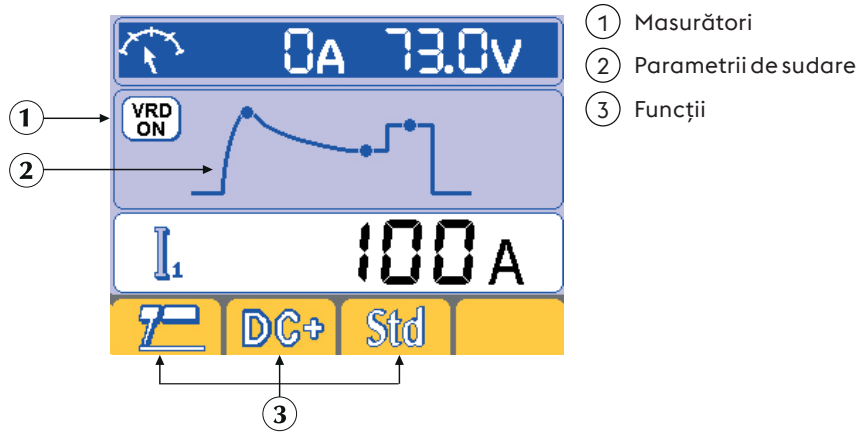 0A 73.0V
VRD
ON
1
2
I1
100 A
DC+ Std
3
1 Masurători
2 Parametrii de sudare
3 Funcții